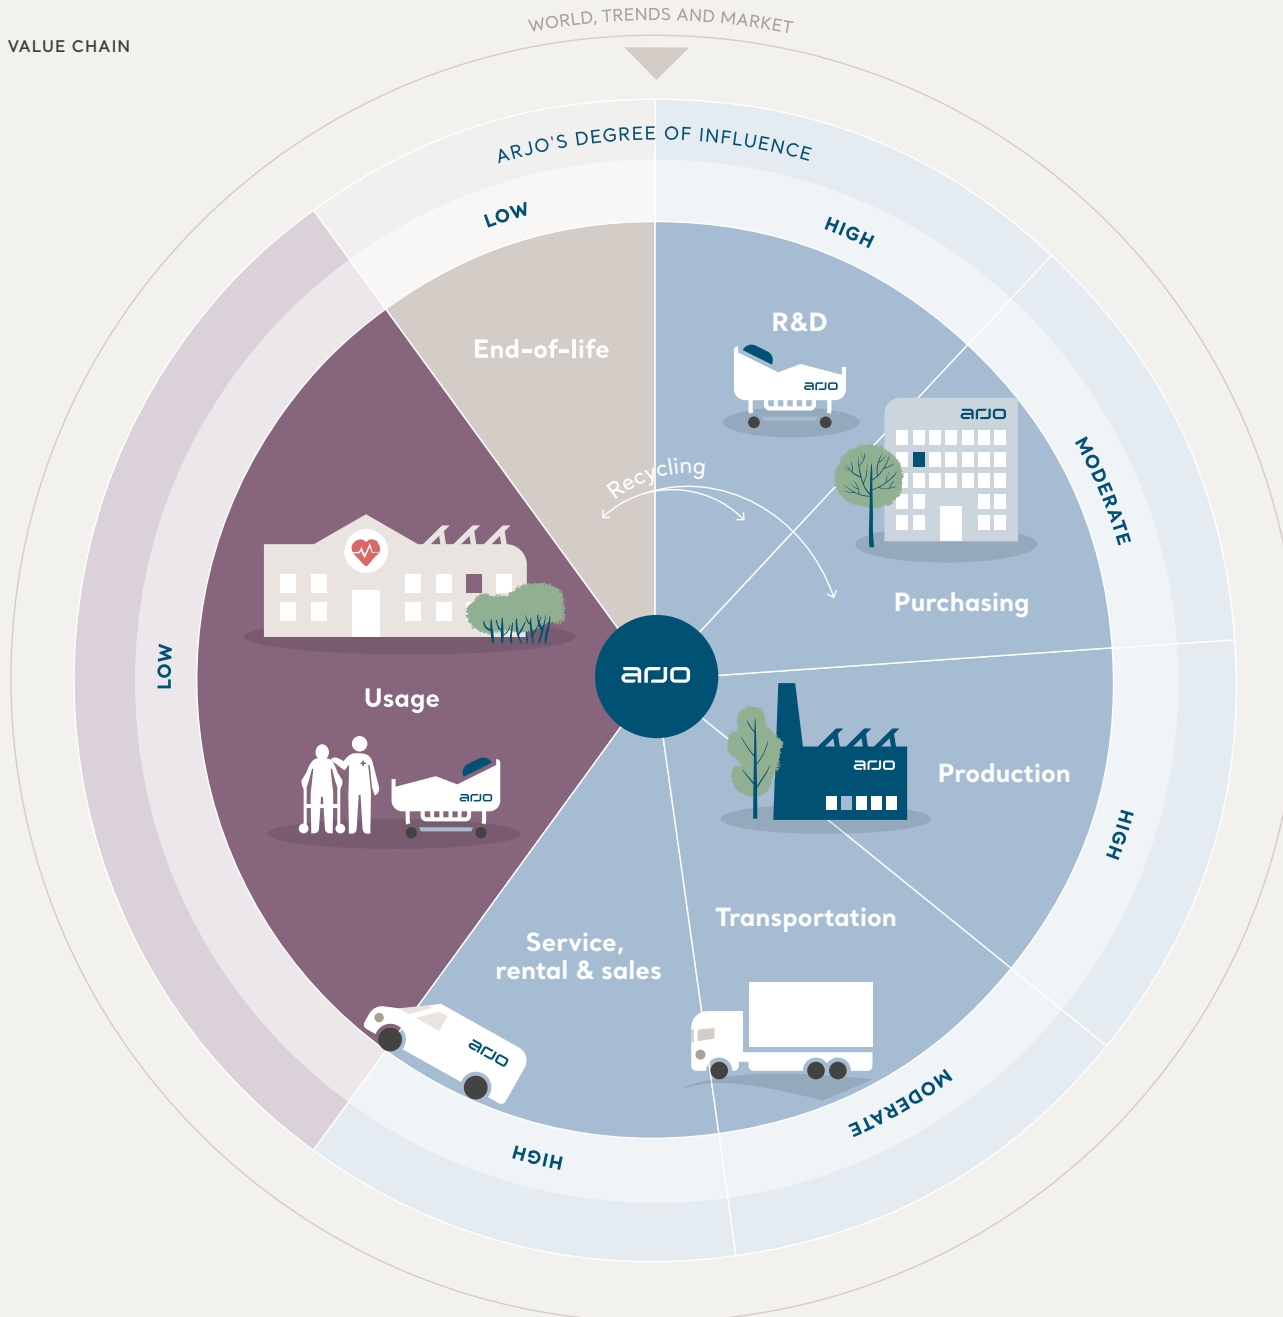 WORLD, TRENDS AND MARKET
VALUE CHAIN
ARJO'S DEGREE OF INFLUENCE
LOW
HIGH
R&D
arjo
End-of-life
arjo
MODERATE
Recycling
Purchasing
LOW
arjo
Usage
arjo
Production
arjo
HIGH
Transportation
Service,
rental & sales
arjo
MODERATE
HIGH